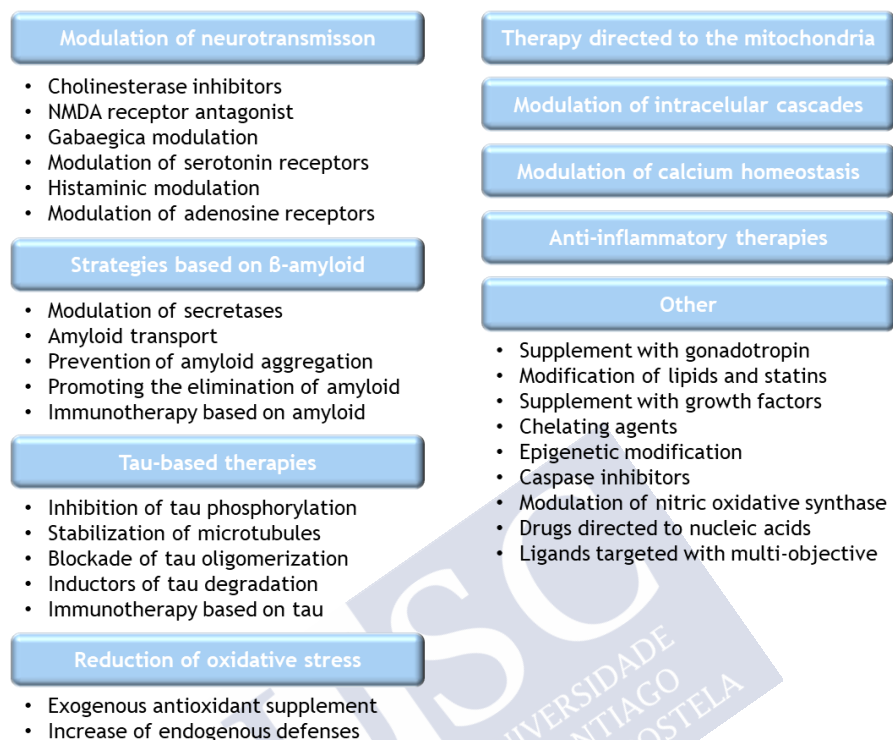 Modulation of neurotransmisson
• Cholinesterase inhibitors
• NMDA receptor antagonist
• Gabaegica modulation
• Modulation of serotonin receptors
• Histaminic modulation
• Modulation of adenosine receptors
Strategies based on β-amyloid
• Modulation of secretases
• Amyloid transport
• Prevention of amyloid aggregation
• Promoting the elimination of amyloid
• Immunotherapy based on amyloid
Tau-based therapies
• Inhibition of tau phosphorylation
• Stabilization of microtubules
• Blockade of tau oligomerization
• Inductors of tau degradation
• Immunotherapy based on tau
Reduction of oxidative stress
• Exogenous antioxidant supplement
• Increase of endogenous defenses
Therapy directed to the mitochondria
Modulation of intracelular cascades
Modulation of calcium homeostasis
Anti-inflammatory therapies
Other
• Supplement with gonadotropin
• Modification of lipids and statins
• Supplement with growth factors
• Chelating agents
• Epigenetic modification
• Caspase inhibitors
• Modulation of nitric oxidative synthase
• Drugs directed to nucleic acids
• Ligands targeted with multi-objective
USC